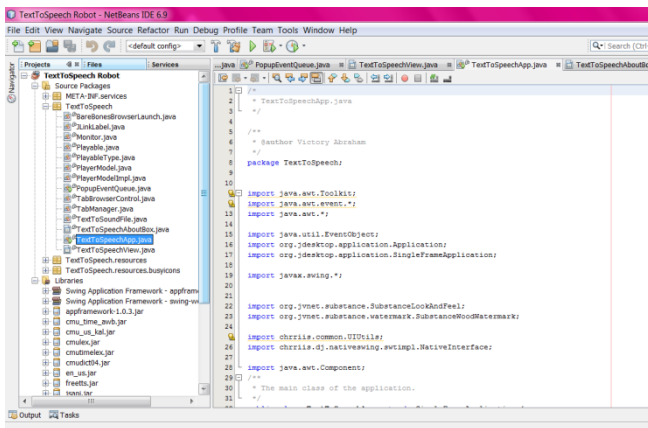 TextToSpeech Robot - NetBeans IDE 6.9
File Edit View Navigate Source Refactor Run Debug Profile Team Tools Window Help
<default config>
Search (Ctrl
Navigator
Projects Files Services
TextToSpeech Robot
Source Packages
META-INF.services
TextToSpeech
BareBonesBrowserLaunch.java
JLinkLabel.java
Monitor.java
Playable.java
PlayableType.java
PlayerModel.java
PlayerModelImpl.java
PopupEventQueue.java
TabBrowserControl.java
TabManager.java
TextToSoundFile.java
TextToSpeechAboutBox.java
TextToSpeechApp.java
TextToSpeechView.java
TextToSpeech.resources
TextToSpeech.resources.busyicons
Libraries
Swing Application Framework - appframe
Swing Application Framework - swing-wo
appframework-1.0.3.jar
cmu_time_awb.jar
cmu_us_kal.jar
cmulex.jar
cmutimelex.jar
cmudict04.jar
en_us.jar
freetts.jar
jsapi.jar
...java PopupEventQueue.java TextToSpeechView.java TextToSpeechApp.java TextToSpeechAboutBo
1 /*
2 * TextToSpeechApp.java
3 */
4
5 /**
6 * @author Victory Abraham
7 */
8 package TextToSpeech;
9
10
import java.awt.Toolkit;
import java.awt.event.*;
13 import java.awt.*;
14
15 import java.util.EventObject;
16 import org.jdesktop.application.Application;
17 import org.jdesktop.application.SingleFrameApplication;
18
19 import javax.swing.*;
20
21
22 import org.jvnet.substance.SubstanceLookAndFeel;
23 import org.jvnet.substance.watermark.SubstanceWoodWatermark;
24
import chrriis.common.UIUtils;
26 import chrriis.dj.nativeswing.swtimpl.NativeInterface;
27
28 import java.awt.Component;
29 /**
30 * The main class of the application.
31 */
Output Tasks